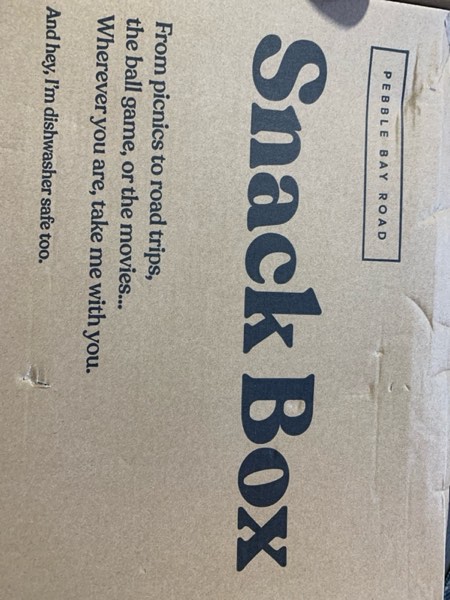 PEBBLE BAY ROAD
Snack Box
From picnics to road trips,
the ball game, or the movies...
Wherever you are, take me with you.
And hey, I'm dishwasher safe too.